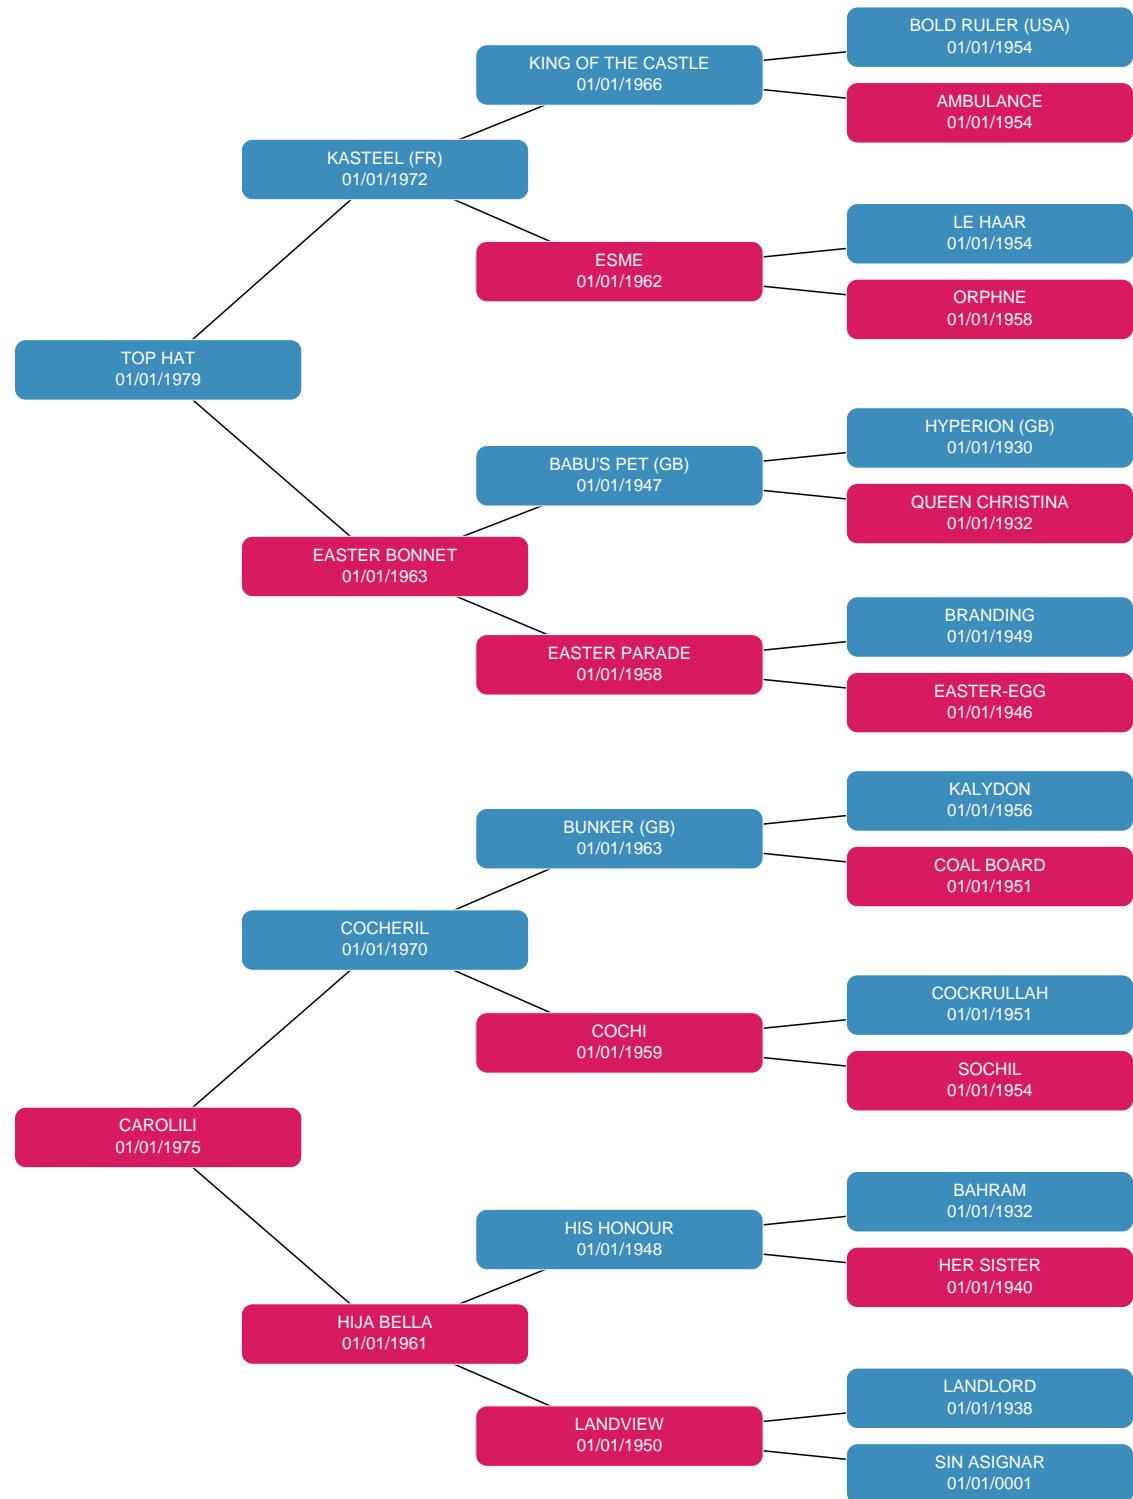 BOLD RULER (USA)
01/01/1954
KING OF THE CASTLE
01/01/1966
AMBULANCE
01/01/1954
KASTEEL (FR)
01/01/1972
LE HAAR
01/01/1954
ESME
01/01/1962
ORPHNE
01/01/1958
TOP HAT
01/01/1979
HYPERION (GB)
01/01/1930
BABU'S PET (GB)
01/01/1947
QUEEN CHRISTINA
01/01/1932
EASTER BONNET
01/01/1963
BRANDING
01/01/1949
EASTER PARADE
01/01/1958
EASTER-EGG
01/01/1946
KALYDON
01/01/1956
BUNKER (GB)
01/01/1963
COAL BOARD
01/01/1951
COCHERIL
01/01/1970
COCKRULLAH
01/01/1951
COCHI
01/01/1959
SOCHIL
01/01/1954
CAROLILI
01/01/1975
BAHRAM
01/01/1932
HIS HONOUR
01/01/1948
HER SISTER
01/01/1940
HIJA BELLA
01/01/1961
LANDLORD
01/01/1938
LANDVIEW
01/01/1950
SIN ASIGNAR
01/01/0001